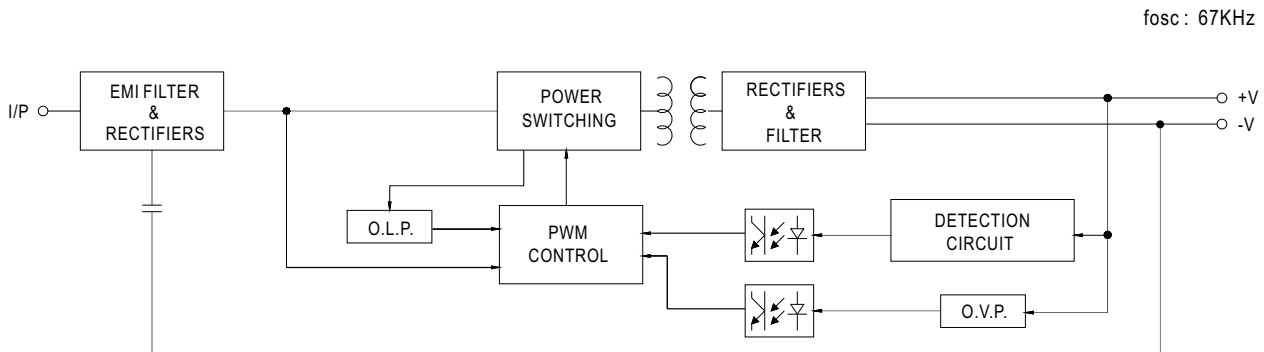 fosc : 67KHz
I/P
EMI FILTER
&
RECTIFIERS
POWER
SWITCHING
RECTIFIERS
&
FILTER
+V
-V
O.L.P.
PWM
CONTROL
DETECTION
CIRCUIT
O.V.P.